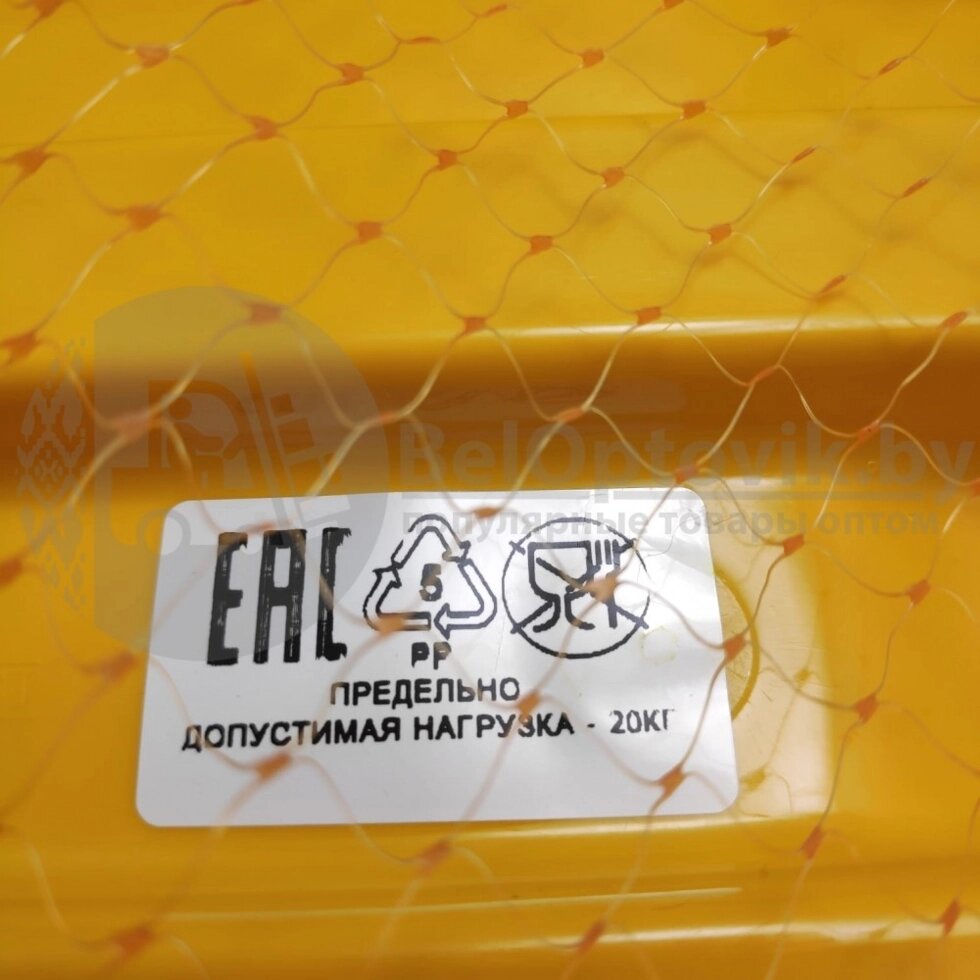 BelOptovik.by
популярные товары оптом
EAC
5
PP
ПРЕДЕЛЬНО
ДОПУСТИМАЯ НАГРУЗКА - 20КГ